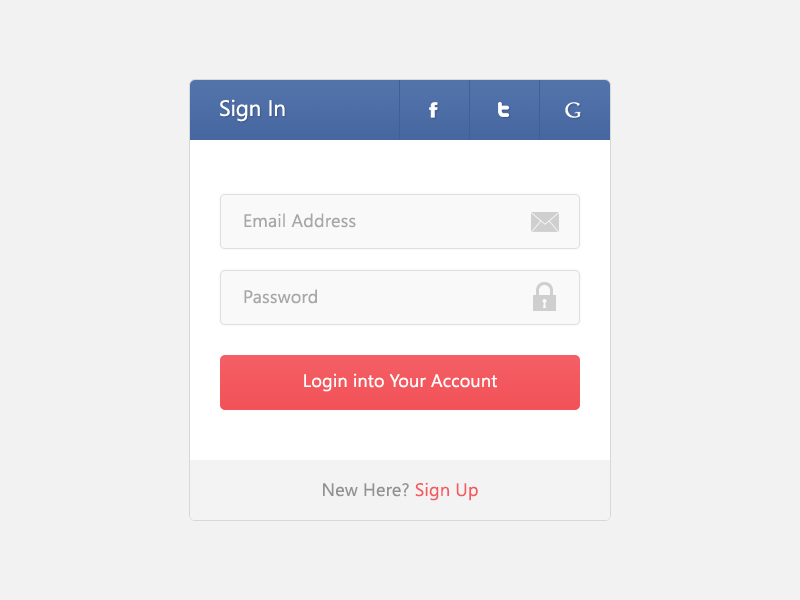 Sign In f t G
Email Address
Password
Login into Your Account
New Here? Sign Up